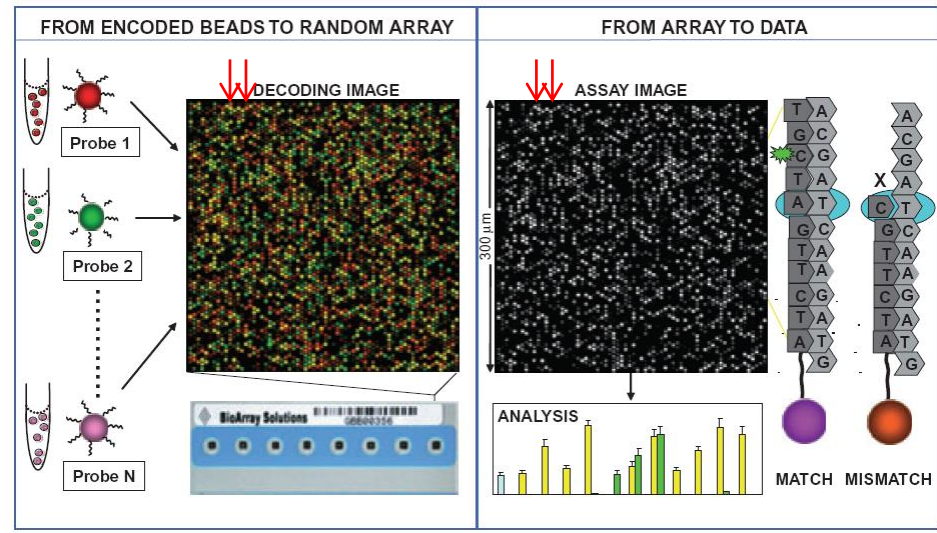 FROM ENCODED BEADS TO RANDOM ARRAY
Probe 1
Probe 2
Probe N
DECODING IMAGE
BioArray Solutions
GBB00356
FROM ARRAY TO DATA
ASSAY IMAGE
300 µm
ANALYSIS
T A
G C
C G
T A
A T
G C
T A
T A
C G
T A
A T
G
MATCH
A
C
G
X A
C T
G C
T A
T A
C G
T A
A T
G
MISMATCH